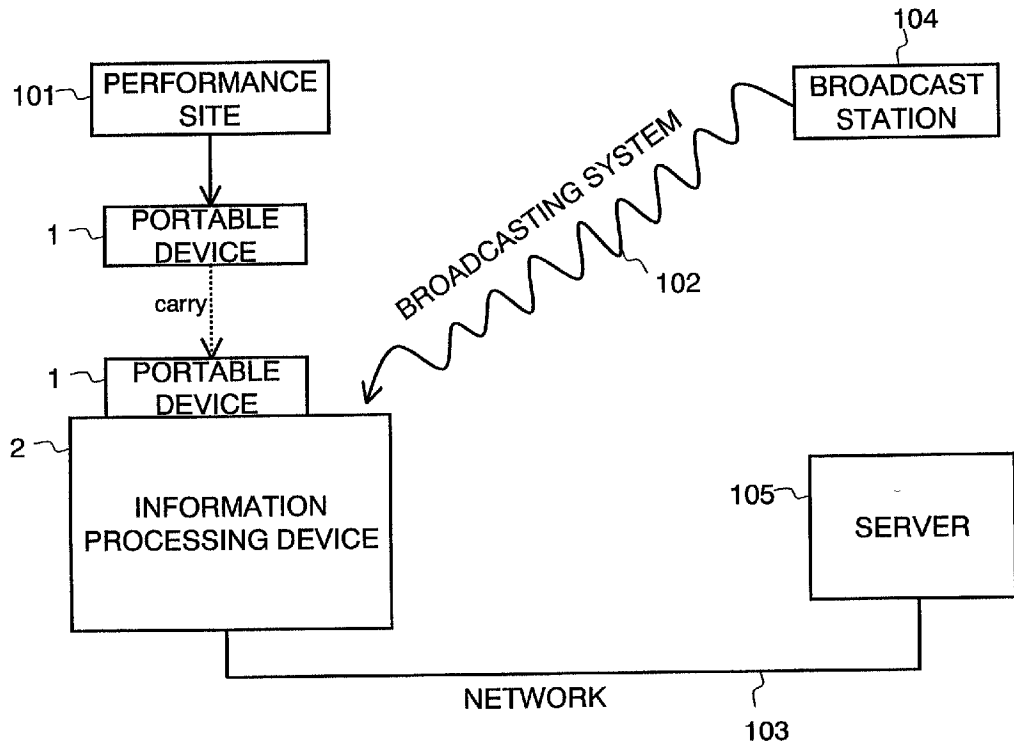 104
101
PERFORMANCE
SITE
BROADCAST
STATION
1
PORTABLE
DEVICE
BROADCASTING SYSTEM
102
carry
1
PORTABLE
DEVICE
2
INFORMATION
PROCESSING DEVICE
105
SERVER
NETWORK
103